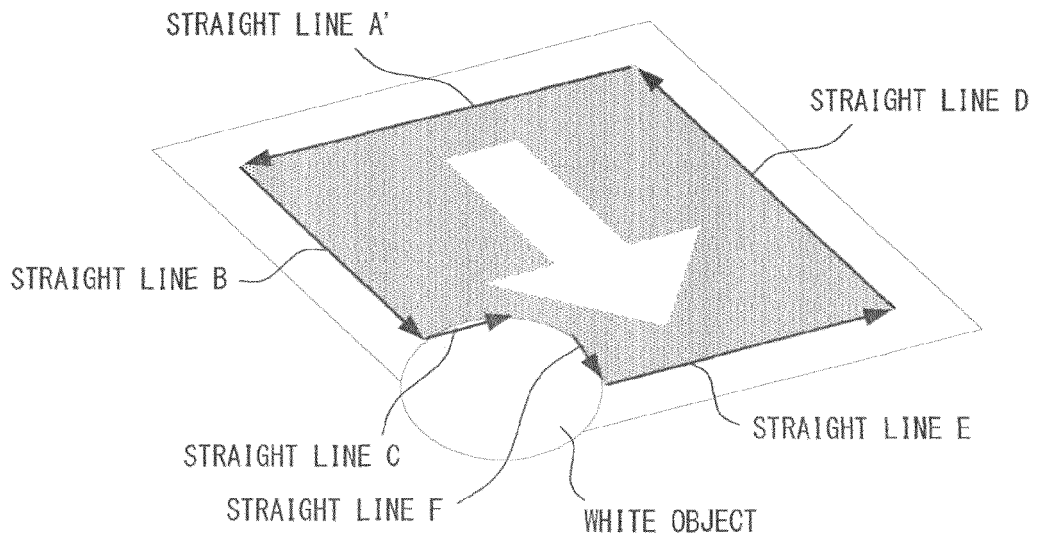 STRAIGHT LINE A'
STRAIGHT LINE D
STRAIGHT LINE B
STRAIGHT LINE E
STRAIGHT LINE C
STRAIGHT LINE F
WHITE OBJECT